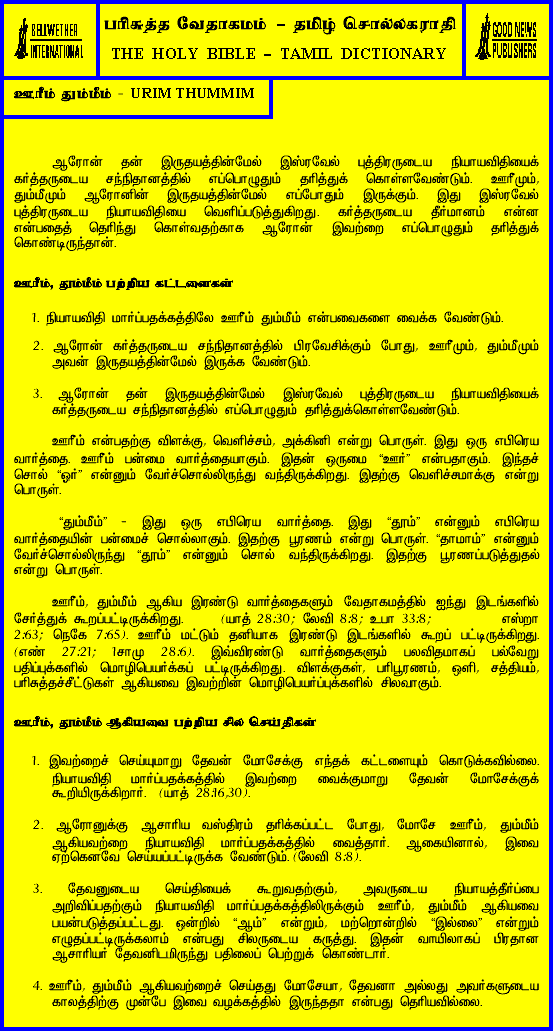 BELLWETHER
INTERNATIONAL
பரிசுத்த வேதாகமம் – தமிழ் சொல்லகராதி
THE HOLY BIBLE – TAMIL DICTIONARY
GOOD NEWS
PUBLISHERS
ஊரீம் தும்மீம் - URIM THUMMIM
ஆரோன் தன் இருதயத்தின்மேல் இஸ்ரவேல் புத்திரருடைய நியாயவிதியைக்
கர்த்தருடைய சந்நிதானத்தில் எப்பொழுதும் தரித்துக் கொள்ளவேண்டும். ஊரீமும்,
தும்மீமும் ஆரோனின் இருதயத்தின்மேல் எப்போதும் இருக்கும். இது இஸ்ரவேல்
புத்திரருடைய நியாயவிதியை வெளிப்படுத்துகிறது. கர்த்தருடைய தீர்மானம் என்ன
என்பதைத் தெரிந்து கொள்வதற்காக ஆரோன் இவற்றை எப்பொழுதும் தரித்துக்
கொண்டிருந்தான்.
ஊரீம், தும்மீம் பற்றிய கட்டளைகள்
1. நியாயவிதி மார்ப்பதக்கத்திலே ஊரீம் தும்மீம் என்பவைகளை வைக்க வேண்டும்.
2. ஆரோன் கர்த்தருடைய சந்நிதானத்தில் பிரவேசிக்கும் போது, ஊரீமும், தும்மீமும்
அவன் இருதயத்தின்மேல் இருக்க வேண்டும்.
3. ஆரோன் தன் இருதயத்தின்மேல் இஸ்ரவேல் புத்திரருடைய நியாயவிதியைக்
கர்த்தருடைய சந்நிதானத்தில் எப்பொழுதும் தரித்துக்கொள்ளவேண்டும்.
ஊரீம் என்பதற்கு விளக்கு, வெளிச்சம், அக்கினி என்று பொருள். இது ஒரு எபிரெய
வார்த்தை. ஊரீம் பன்மை வார்த்தையாகும். இதன் ஒருமை “ஊர்” என்பதாகும். இந்தச்
சொல் “ஓர்” என்னும் வேர்ச்சொல்லிருந்து வந்திருக்கிறது. இதற்கு வெளிச்சமாக்கு என்று
பொருள்.
“தும்மீம்” - இது ஒரு எபிரெய வார்த்தை. இது “தூம்” என்னும் எபிரெய
வார்த்தையின் பன்மைச் சொல்லாகும். இதற்கு பூரணம் என்று பொருள். “தாமாம்” என்னும்
வேர்ச்சொல்லிருந்து “தூம்” என்னும் சொல் வந்திருக்கிறது. இதற்கு பூரணப்படுத்துதல்
என்று பொருள்.
ஊரீம், தும்மீம் ஆகிய இரண்டு வார்த்தைகளும் வேதாகமத்தில் ஐந்து இடங்களில்
சேர்த்துக் கூறப்பட்டிருக்கிறது. (யாத் 28:30; லேவி 8:8; உபா 33:8; எஸ்றா
2:63; நெகே 7:65). ஊரீம் மட்டும் தனியாக இரண்டு இடங்களில் கூறப் பட்டிருக்கிறது.
(எண் 27:21; 1சாமு 28:6). இவ்விரண்டு வார்த்தைகளும் பலவிதமாகப் பல்வேறு
பதிப்புக்களில் மொழிபெயர்க்கப் பட்டிருக்கிறது. விளக்குகள், பரிபூரணம், ஒளி, சத்தியம்,
பரிசுத்தச்சீட்டுகள் ஆகியவை இவற்றின் மொழிபெயர்ப்புக்களில் சிலவாகும்.
ஊரீம், தும்மீம் ஆகியவை பற்றிய சில செய்திகள்
1. இவற்றைச் செய்யுமாறு தேவன் மோசேக்கு எந்தக் கட்டளையும் கொடுக்கவில்லை.
நியாயவிதி மார்ப்பதக்கத்தில் இவற்றை வைக்குமாறு தேவன் மோசேக்குக்
கூறியிருக்கிறார். (யாத் 28:16,30).
2. ஆரோனுக்கு ஆசாரிய வஸ்திரம் தரிக்கப்பட்ட போது, மோசே ஊரீம், தும்மீம்
ஆகியவற்றை நியாயவிதி மார்ப்பதக்கத்தில் வைத்தார். ஆகையினால், இவை
ஏற்கெனவே செய்யப்பட்டிருக்க வேண்டும். (லேவி 8:8).
3. தேவனுடைய செய்தியைக் கூறுவதற்கும், அவருடைய நியாயத்தீர்ப்பை
அறிவிப்பதற்கும் நியாயவிதி மார்ப்பதக்கத்திலிருக்கும் ஊரீம், தும்மீம் ஆகியவை
பயன்படுத்தப்பட்டது. ஒன்றில் “ஆம்” என்றும், மற்றொன்றில் “இல்லை” என்றும்
எழுதப்பட்டிருக்கலாம் என்பது சிலருடைய கருத்து. இதன் வாயிலாகப் பிரதான
ஆசாரியர் தேவனிடமிருந்து பதிலைப் பெற்றுக் கொண்டார்.
4. ஊரீம், தும்மீம் ஆகியவற்றைச் செய்தது மோசேயா, தேவனா அல்லது அவர்களுடைய
காலத்திற்கு முன்பே இவை வழக்கத்தில் இருந்ததா என்பது தெரியவில்லை.